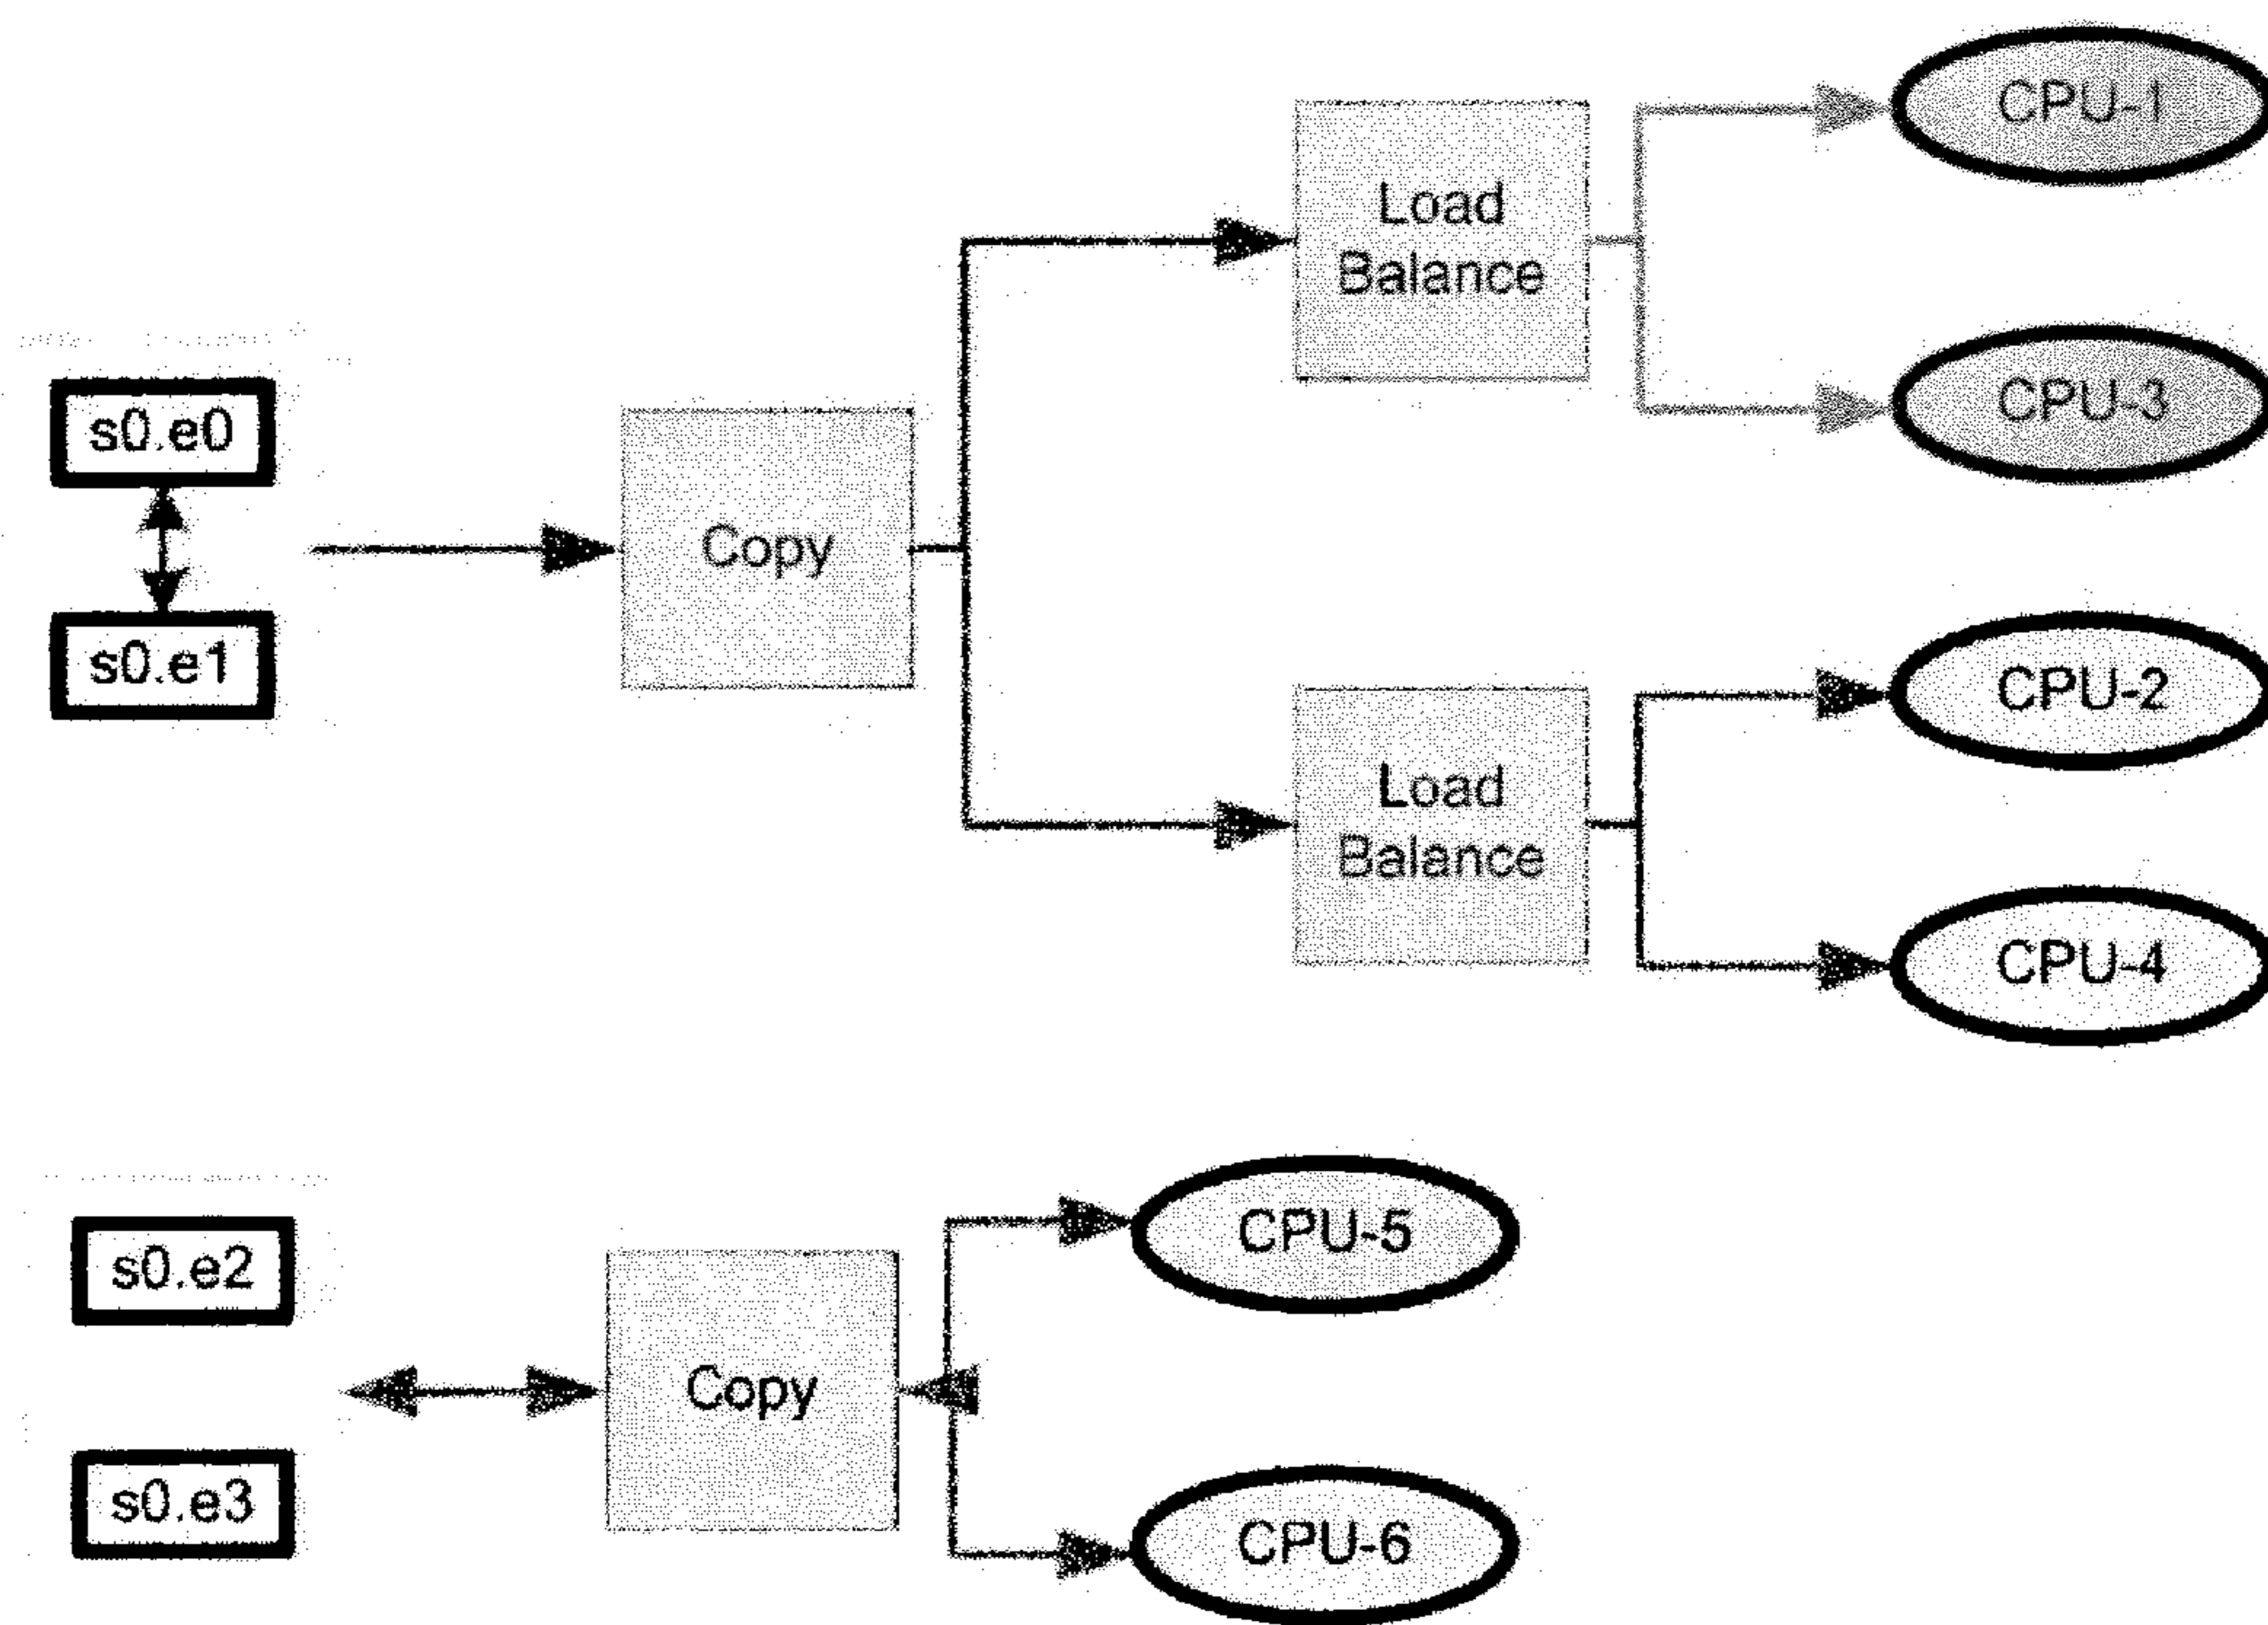 CPU-1
Load
Balance
CPU-3
s0.e0
Copy
s0.e1
CPU-2
Load
Balance
CPU-4
s0.e2
CPU-5
Copy
s0.e3
CPU-6